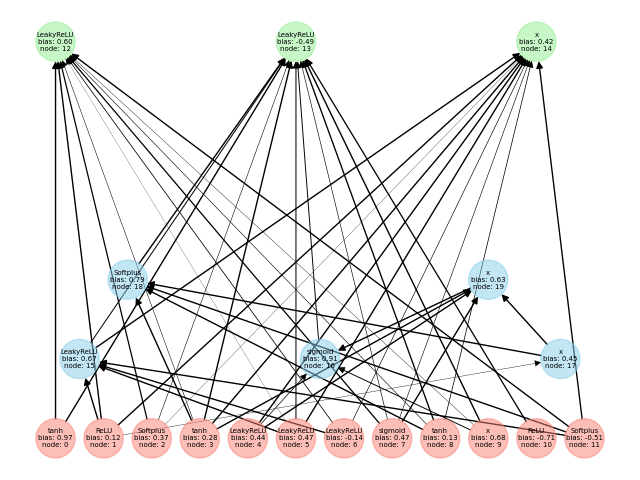 LeakyReLU
bias: 0.60
node: 12
LeakyReLU
bias: -0.49
node: 13
x
bias: 0.42
node: 14
Softplus
bias: 0.79
node: 18
x
bias: 0.63
node: 19
LeakyReLU
bias: 0.67
node: 15
sigmoid
bias: 0.91
node: 16
x
bias: 0.45
node: 17
tanh
bias: 0.97
node: 0
ReLU
bias: 0.12
node: 1
Softplus
bias: 0.37
node: 2
tanh
bias: 0.28
node: 3
LeakyReLU
bias: 0.44
node: 4
LeakyReLU
bias: 0.47
node: 5
LeakyReLU
bias: -0.14
node: 6
sigmoid
bias: 0.47
node: 7
tanh
bias: 0.13
node: 8
x
bias: 0.68
node: 9
ReLU
bias: -0.71
node: 10
Softplus
bias: -0.51
node: 11